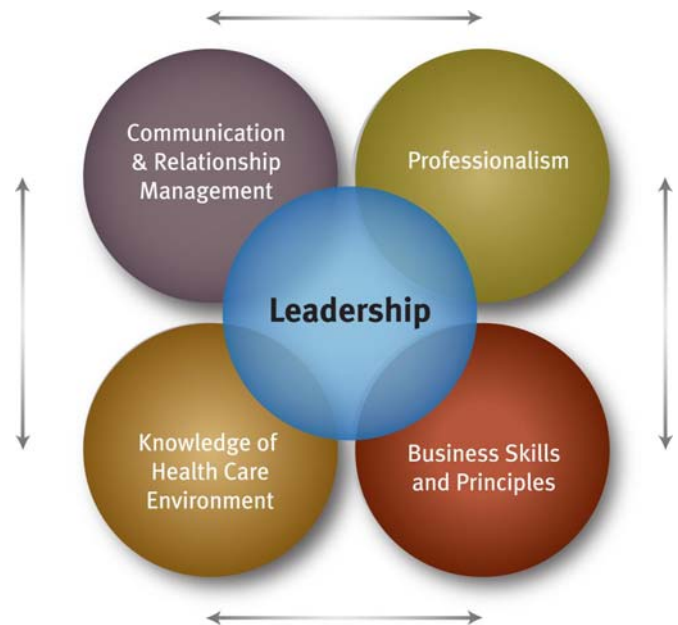 Communication
& Relationship
Management
Professionalism
Leadership
Knowledge of
Health Care
Environment
Business Skills
and Principles